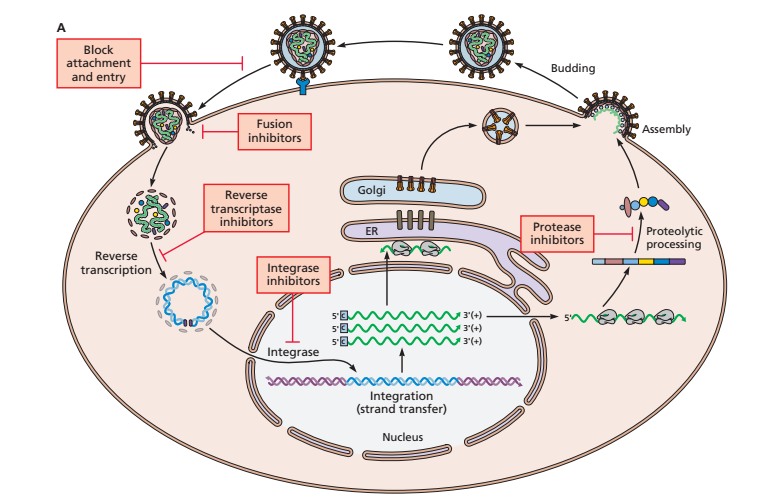 A
Block
attachment
and entry
Budding
Fusion
inhibitors
Assembly
Golgi
Reverse
transcriptase
inhibitors
ER
Protease
inhibitors
Proteolytic
processing
Reverse
transcription
Integrase
inhibitors
5' C 3'(+)
5' C 3'(+)
5' C 3'(+)
5'
Integrase
Integration
(strand transfer)
Nucleus